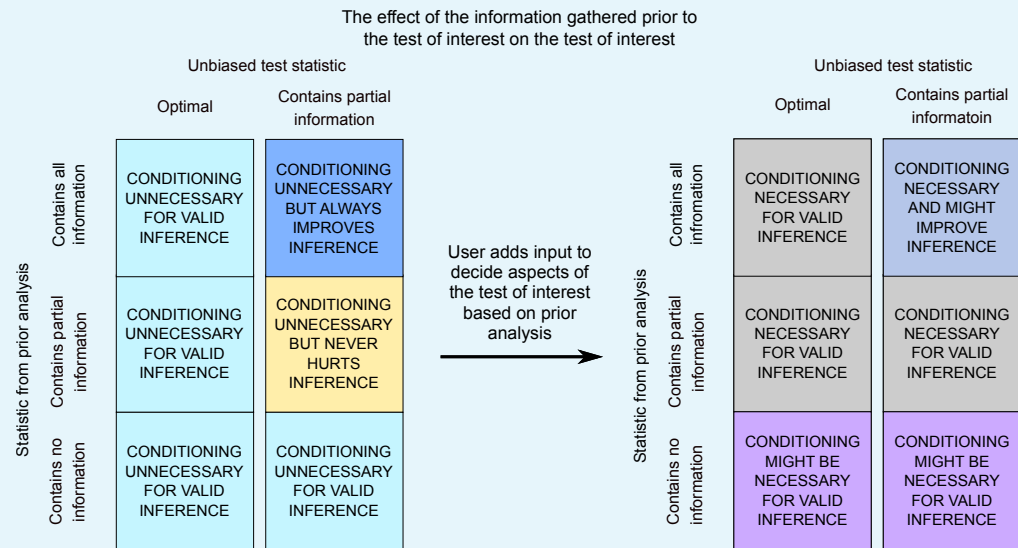 The effect of the information gathered prior to
the test of interest on the test of interest
Unbiased test statistic
Optimal
Contains partial
information
Statistic from prior analysis
Contains all
information
CONDITIONING
UNNECESSARY
FOR VALID
INFERENCE
CONDITIONING
UNNECESSARY
BUT ALWAYS
IMPROVES
INFERENCE
Contains partial
information
CONDITIONING
UNNECESSARY
FOR VALID
INFERENCE
CONDITIONING
UNNECESSARY
BUT NEVER
HURTS
INFERENCE
Contains no
information
CONDITIONING
UNNECESSARY
FOR VALID
INFERENCE
CONDITIONING
UNNECESSARY
FOR VALID
INFERENCE
User adds input to
decide aspects of
the test of interest
based on prior
analysis
Unbiased test statistic
Optimal
Contains partial
informatoin
Statistic from prior analysis
Contains all
infromation
CONDITIONING
NECESSARY
FOR VALID
INFERENCE
CONDITIONING
NECESSARY
AND MIGHT
IMPROVE
INFERENCE
Contains partial
information
CONDITIONING
NECESSARY
FOR VALID
INFERENCE
CONDITIONING
NECESSARY
FOR VALID
INFERENCE
Contains no
information
CONDITIONING
MIGHT BE
NECESSARY
FOR VALID
INFERENCE
CONDITIONING
MIGHT BE
NECESSARY
FOR VALID
INFERENCE